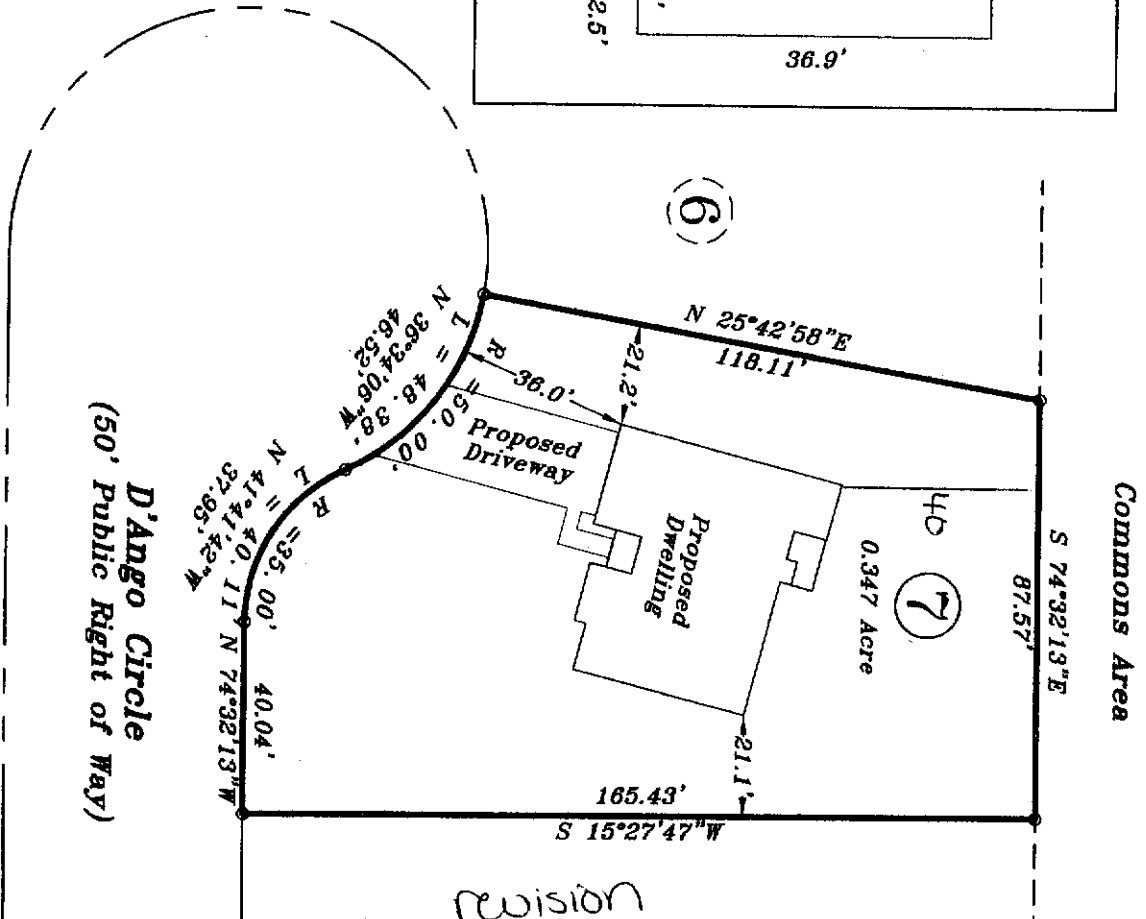 2.5'
36.9'
6
Commons Area
N 25°42'58"E
118.11'
S 74°32'13"E
87.57'
40
7
0.347 Acre
21.2'
36.0'
R = 50.00'
L = 48.38'
N 36°34'06"W
46.52'
Proposed
Driveway
Proposed
Dwelling
R =35.00'
L = 40.11'
N 41°41'42"W
37.95'
40.04'
N 74°32'13"W
21.1'
165.43'
S 15°27'47"W
D'Ango Circle
(50' Public Right of Way)
revision